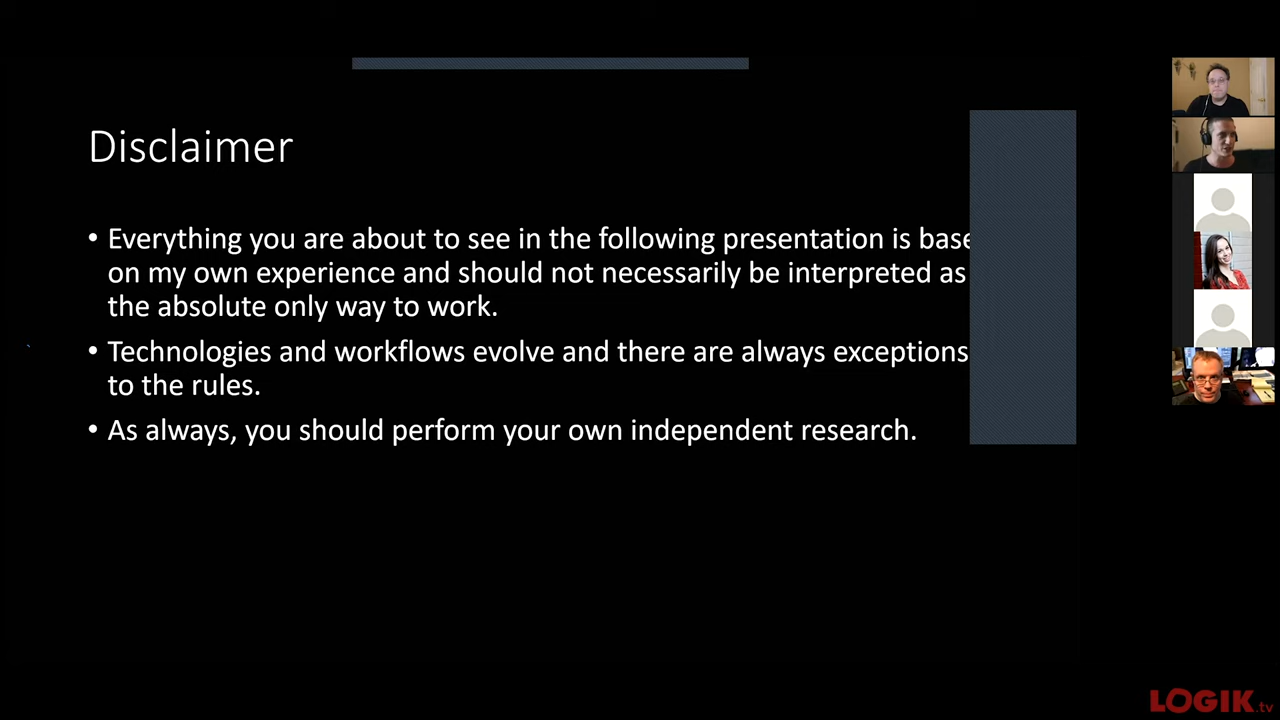 Disclaimer
• Everything you are about to see in the following presentation is base
on my own experience and should not necessarily be interpreted as
the absolute only way to work.
• Technologies and workflows evolve and there are always exceptions
to the rules.
• As always, you should perform your own independent research.
LOGIK.tv